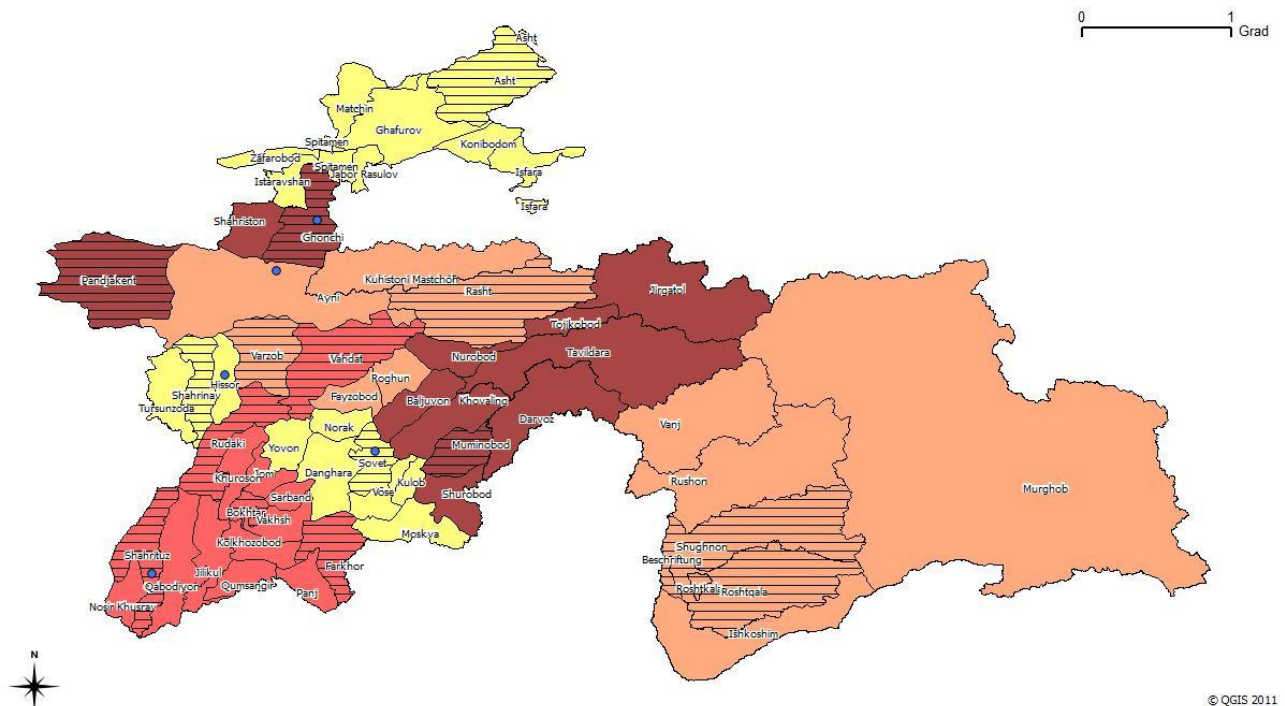 0 1
Grad
Asht
Asht
Matchin
Ghafurov
Spitamen
Konibodom
Zafarobod
Spitamen
Jabor Rasulov
Isfara
Istaravshan
Isfara
Shahriston
Ghonchi
Pandjakent
Kuhistoni Mastchoh
Rasht
Jirgatol
Ayni
Tojikobod
Varzob
Vahdat
Nurobod
Tavildara
Hissor
Roghun
Shahrinav
Fayzobod
Baljuvon
Khovaling
Tursunzoda
Darvoz
Vanj
Norak
Rudaki
Yovon
Muminobod
Sovet
Khuroson
Jomi
Danghara
Kulob
Rushon
Sarband
Vose
Shurobod
Murghob
Bokhtar
Vakhsh
Moskva
Kolkhozobod
Shughnon
Shahrituz
Beschriftung
Farkhor
Jilikul
Qabodiyon
Qumsangir
Roshtkala
Roshtqala
Panj
Nosir Khusrav
Ishkoshim
N
© QGIS 2011